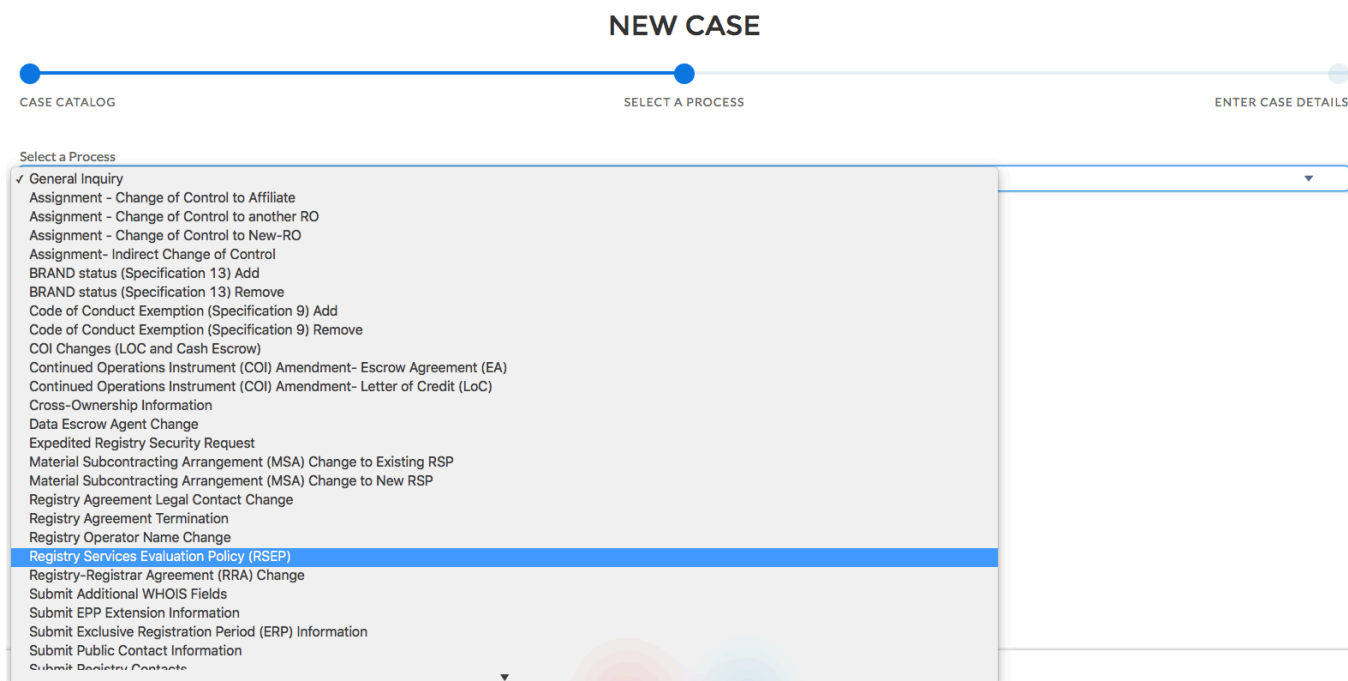 NEW CASE
CASE CATALOG
SELECT A PROCESS
ENTER CASE DETAILS
Select a Process
✓ General Inquiry
Assignment - Change of Control to Affiliate
Assignment - Change of Control to another RO
Assignment - Change of Control to New-RO
Assignment- Indirect Change of Control
BRAND status (Specification 13) Add
BRAND status (Specification 13) Remove
Code of Conduct Exemption (Specification 9) Add
Code of Conduct Exemption (Specification 9) Remove
COI Changes (LOC and Cash Escrow)
Continued Operations Instrument (COI) Amendment- Escrow Agreement (EA)
Continued Operations Instrument (COI) Amendment- Letter of Credit (LoC)
Cross-Ownership Information
Data Escrow Agent Change
Expedited Registry Security Request
Material Subcontracting Arrangement (MSA) Change to Existing RSP
Material Subcontracting Arrangement (MSA) Change to New RSP
Registry Agreement Legal Contact Change
Registry Agreement Termination
Registry Operator Name Change
Registry Services Evaluation Policy (RSEP)
Registry-Registrar Agreement (RRA) Change
Submit Additional WHOIS Fields
Submit EPP Extension Information
Submit Exclusive Registration Period (ERP) Information
Submit Public Contact Information
Submit Registry Contacts